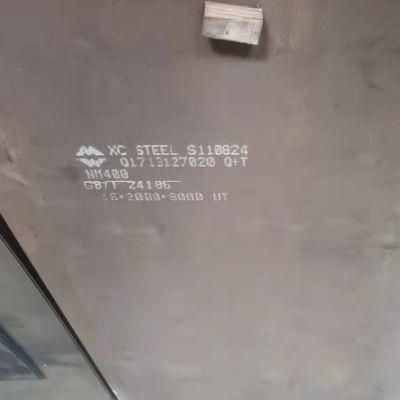 XC STEEL S110824
Q1713127020 Q+T
NM400
GB/T 24186
16*2000*8000 UT